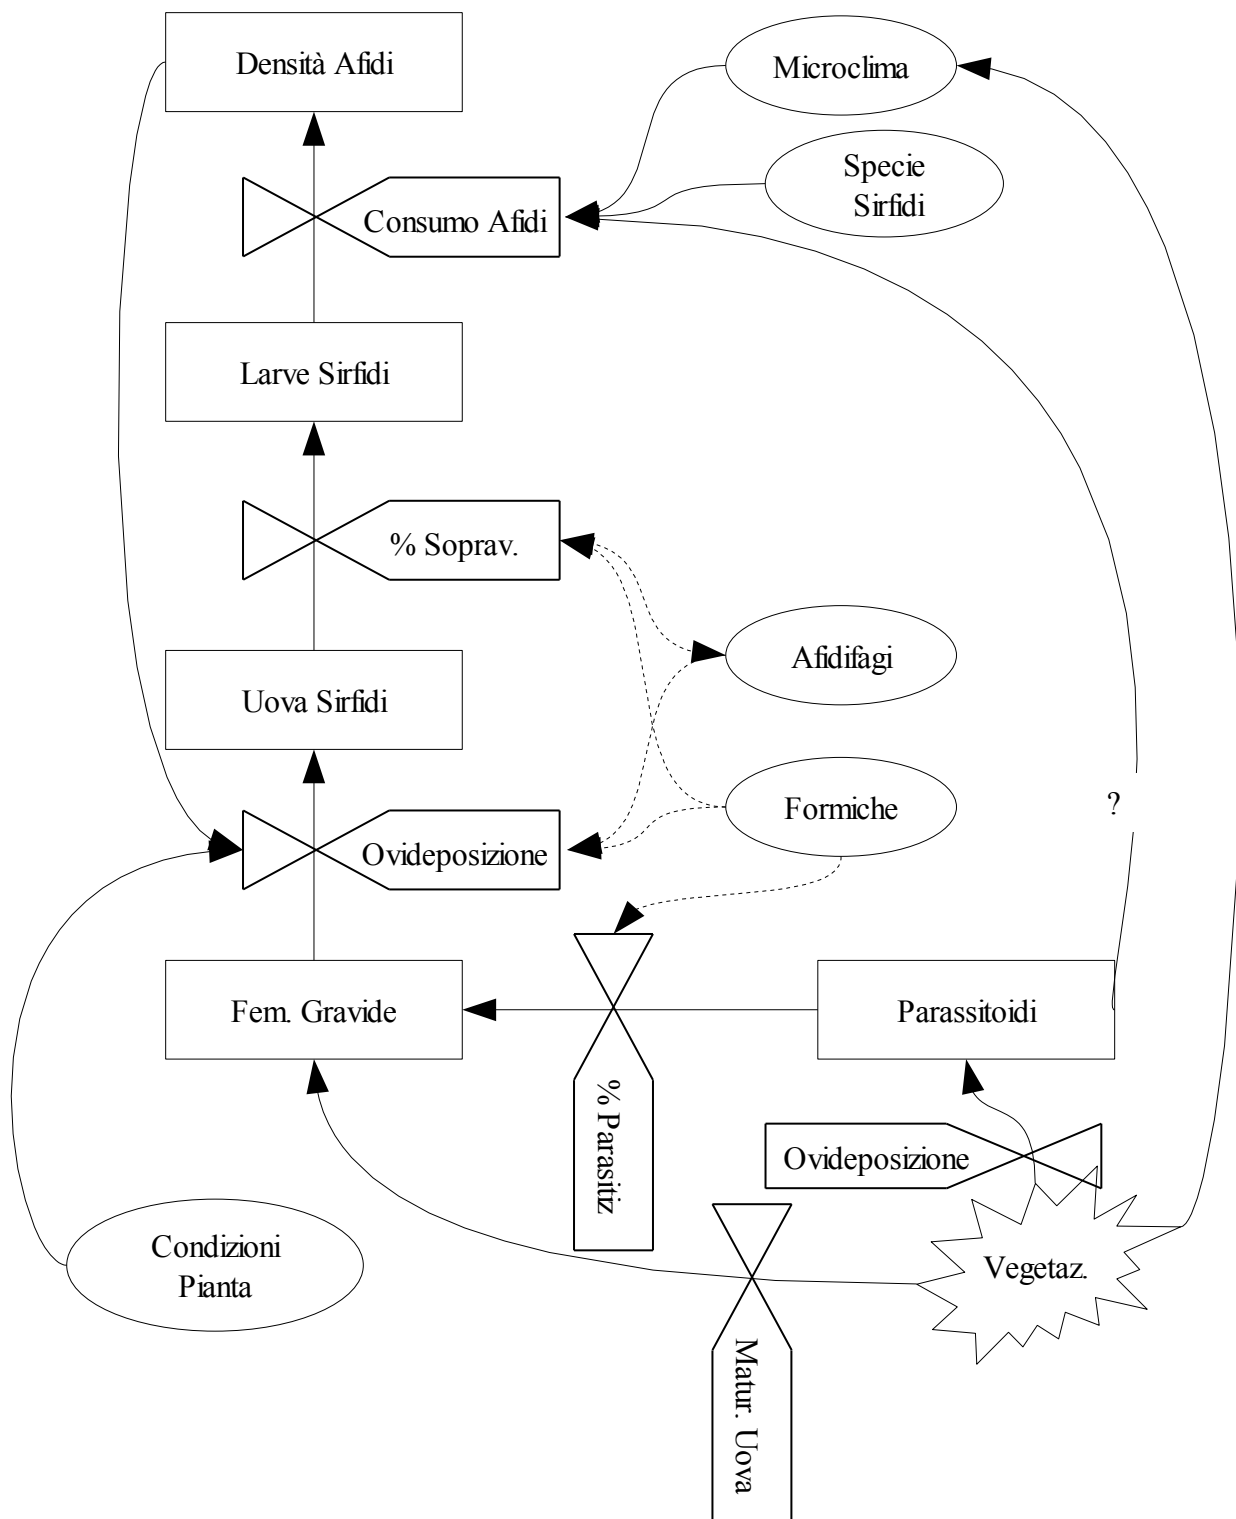 Densità Afidi
Microclima
Specie
Sirfidi
Consumo Afidi
Larve Sirfidi
% Soprav.
Afidifagi
Uova Sirfidi
Formiche
?
Ovideposizione
Fem. Gravide
Parassitoidi
% Parasitiz
Ovideposizione
Condizioni
Pianta
Vegetaz.
Matur. Uova